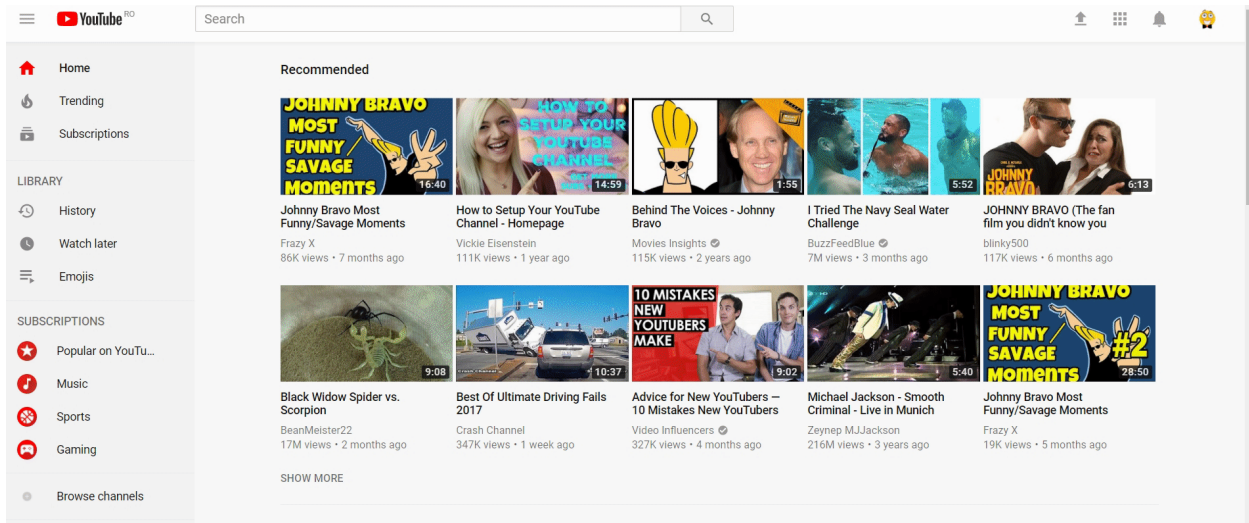 YouTube RO
Search
Home
Trending
Subscriptions
LIBRARY
History
Watch later
Emojis
SUBSCRIPTIONS
Popular on YouTu...
Music
Sports
Gaming
Browse channels
Recommended
JOHNNY BRAVO
MOST
FUNNY/
SAVAGE
MOMENTS
16:40
Johnny Bravo Most
Funny/Savage Moments
Frazy X
86K views • 7 months ago
HOW TO
SETUP YOUR
YOUTUBE
CHANNEL
14:59
How to Setup Your YouTube
Channel - Homepage
Vickie Eisenstein
111K views • 1 year ago
1:55
Behind The Voices - Johnny
Bravo
Movies Insights
115K views • 2 years ago
5:52
I Tried The Navy Seal Water
Challenge
BuzzFeedBlue
7M views • 3 months ago
JOHNNY
BRAVO
6:13
JOHNNY BRAVO (The fan
film you didn't know you
blinky500
117K views • 6 months ago
9:08
Black Widow Spider vs.
Scorpion
BeanMeister22
17M views • 2 months ago
Crash Channel
10:37
Best Of Ultimate Driving Fails
2017
Crash Channel
347K views • 1 week ago
10 MISTAKES
NEW
YOUTUBERS
MAKE
9:02
Advice for New YouTubers —
10 Mistakes New YouTubers
Video Influencers
327K views • 4 months ago
5:40
Michael Jackson - Smooth
Criminal - Live in Munich
Zeynep MJJackson
216M views • 3 years ago
JOHNNY BRAVO
MOST
FUNNY/
SAVAGE
MOMENTS
#2
28:50
Johnny Bravo Most
Funny/Savage Moments
Frazy X
19K views • 5 months ago
SHOW MORE